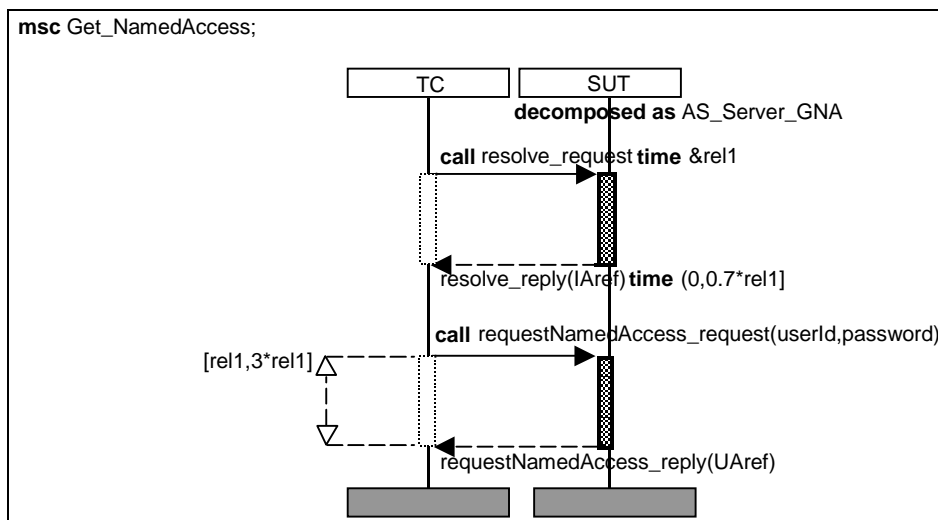 msc Get_NamedAccess;
TC
SUT
decomposed as AS_Server_GNA
call resolve_request time &rel1
resolve_reply(IAref) time (0,0.7*rel1]
call requestNamedAccess_request(userId,password)
[rel1,3*rel1]
requestNamedAccess_reply(UAref)